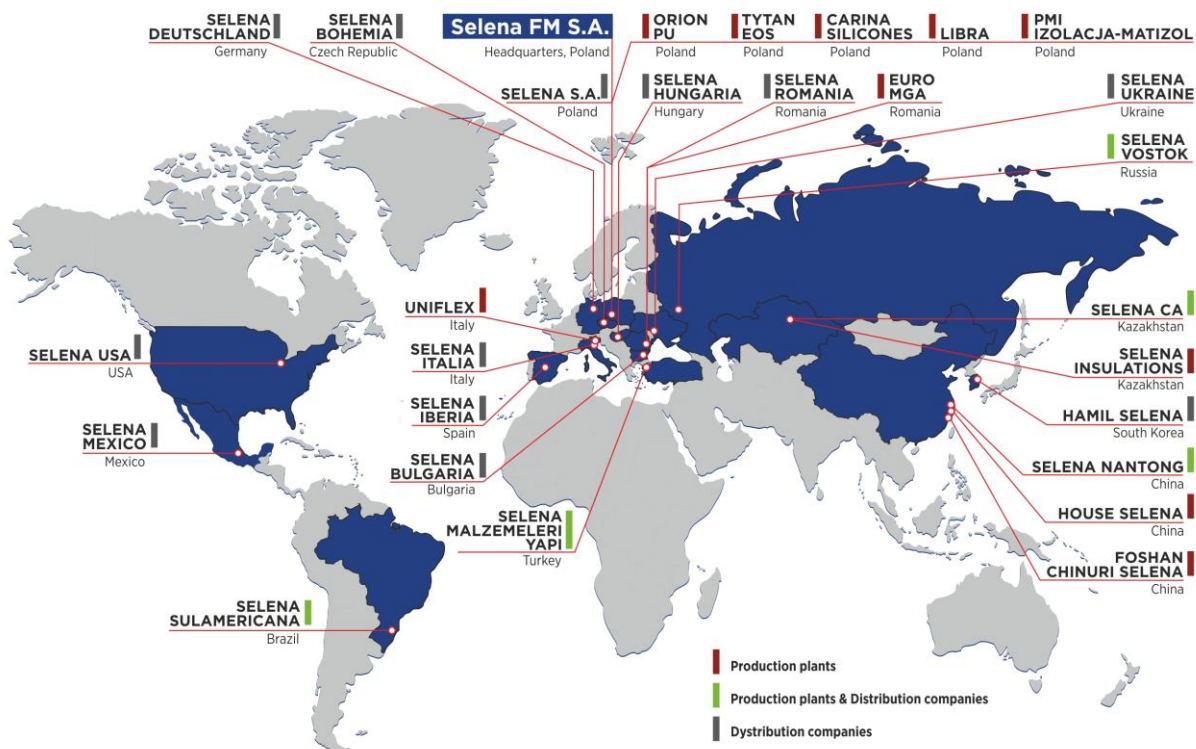 SELENA
DEUTSCHLAND
Germany
SELENA
BOHEMIA
Czech Republic
Selena FM S.A.
Headquarters, Poland
ORION
PU
Poland
TYTAN
EOS
Poland
CARINA
SILICONES
Poland
LIBRA
Poland
PMI
IZOLACJA-MATIZOL
Poland
SELENA S.A.
Poland
SELENA
HUNGARIA
Hungary
SELENA
ROMANIA
Romania
EURO
MGA
Romania
SELENA
UKRAINE
Ukraine
SELENA
VOSTOK
Russia
UNIFLEX
Italy
SELENA CA
Kazakhstan
SELENA USA
USA
SELENA
ITALIA
Italy
SELENA
INSULATIONS
Kazakhstan
SELENA
IBERIA
Spain
HAMIL SELENA
South Korea
SELENA
MEXICO
Mexico
SELENA
BULGARIA
Bulgaria
SELENA NANTONG
China
SELENA
MALZEMELERI
YAPI
Turkey
HOUSE SELENA
China
FOSHAN
CHINURI SELENA
China
SELENA
SULAMERICANA
Brazil
Production plants
Production plants & Distribution companies
Dystribution companies